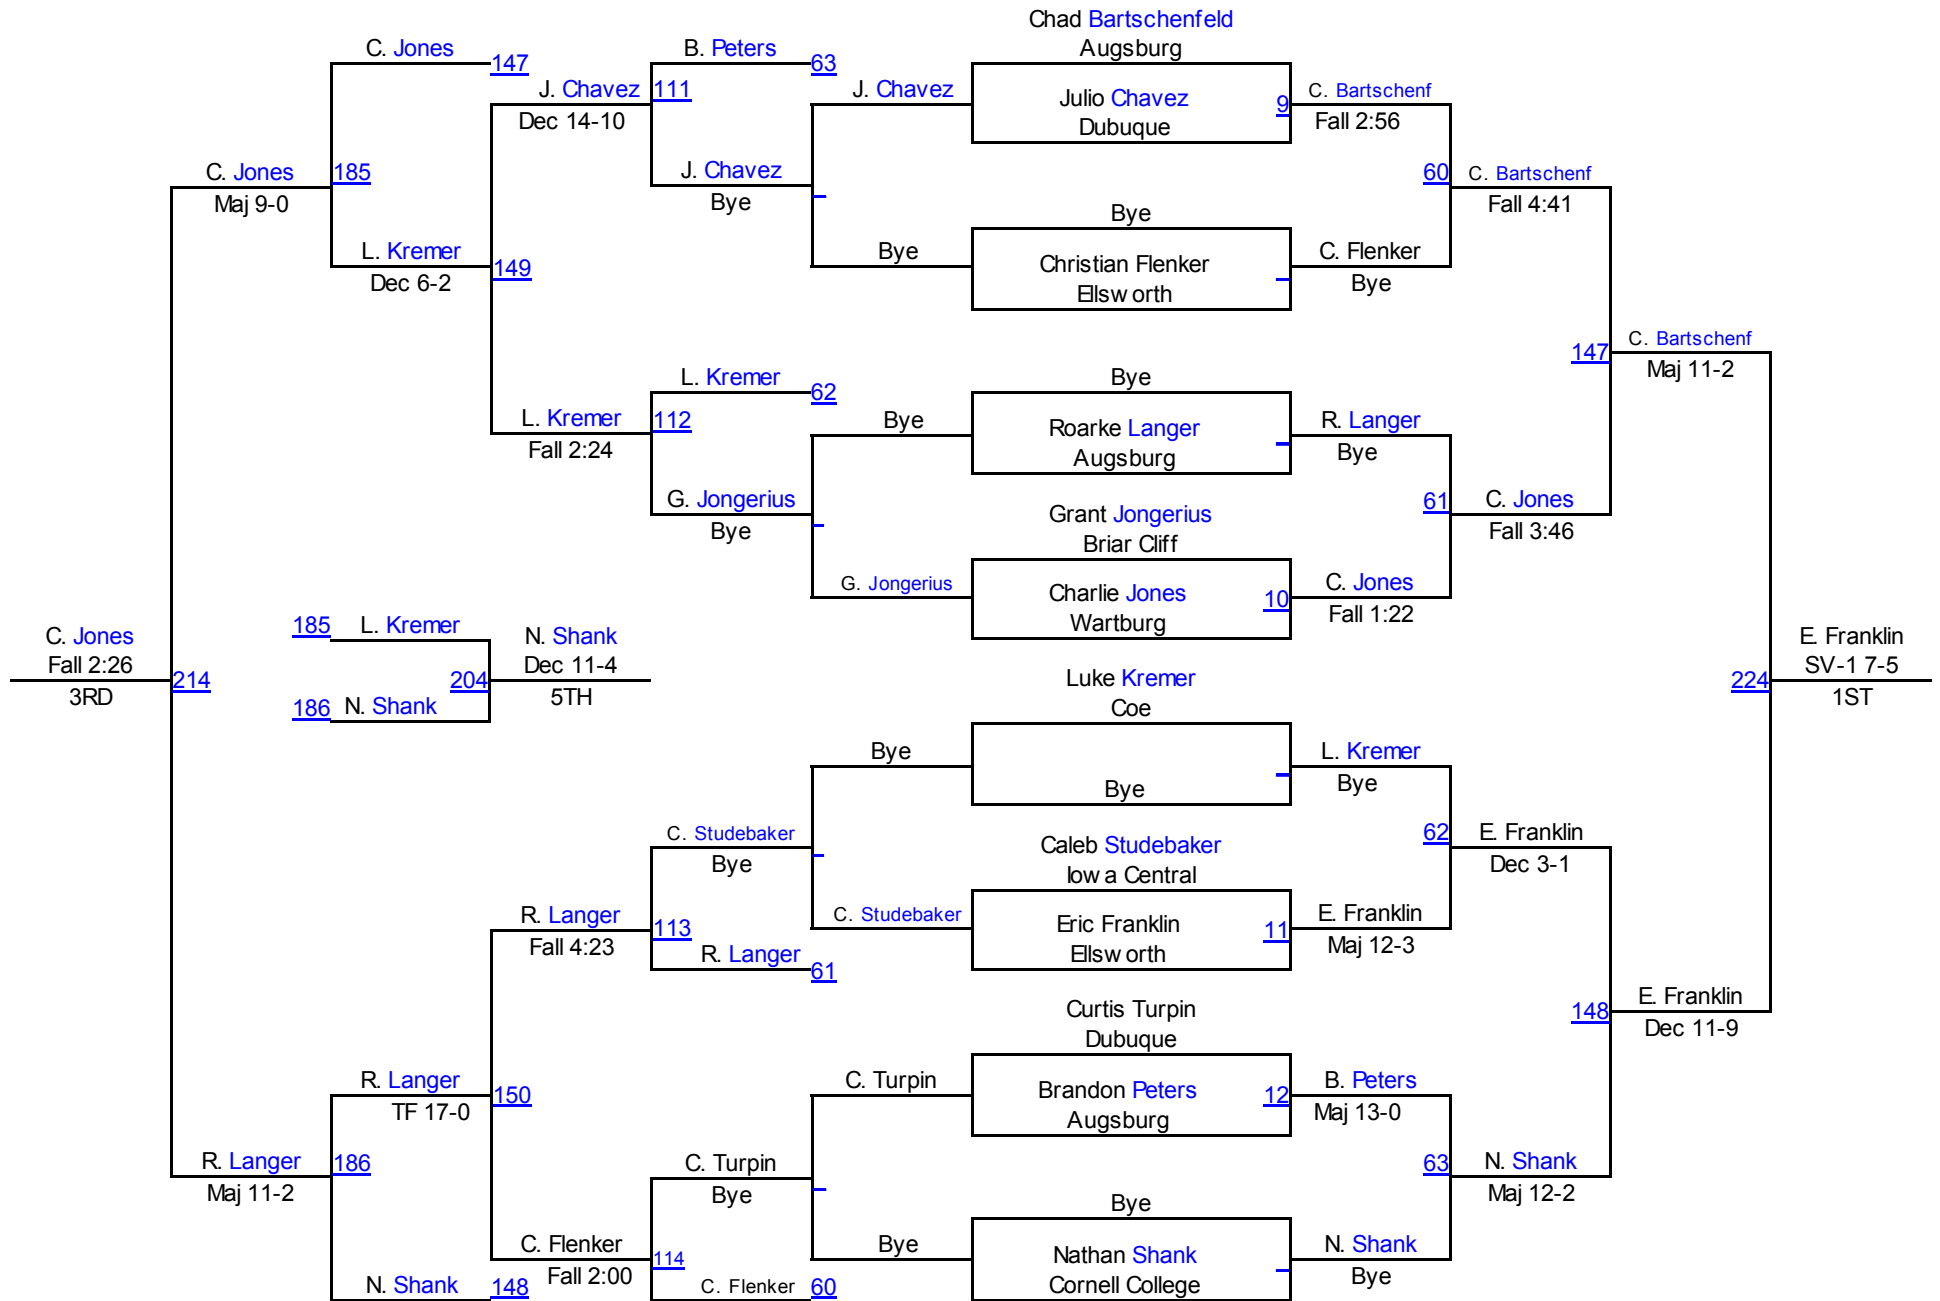 Chad Bartschenfeld
C. Jones
B. Peters
Augsburg
147
63
J. Chavez
111
J. Chavez
Julio Chavez
9
C. Bartschenf
Dec 14-10
Dubuque
Fall 2:56
C. Jones
185
J. Chavez
60
C. Bartschenf
Maj 9-0
Bye
Fall 4:41
Bye
L. Kremer
149
Bye
Christian Flenker
C. Flenker
Dec 6-2
Ellsworth
Bye
147
C. Bartschenf
Maj 11-2
L. Kremer
62
Bye
L. Kremer
112
Bye
Roarke Langer
R. Langer
Fall 2:24
Augsburg
Bye
G. Jongerius
61
C. Jones
Bye
Grant Jongerius
Fall 3:46
Briar Cliff
G. Jongerius
Charlie Jones
10
C. Jones
Wartburg
Fall 1:22
C. Jones
185
L. Kremer
N. Shank
E. Franklin
Fall 2:26
Dec 11-4
SV-1 7-5
214
204
Luke Kremer
224
3RD
186
N. Shank
5TH
Coe
1ST
Bye
L. Kremer
Bye
Bye
C. Studebaker
62
E. Franklin
Bye
Caleb Studebaker
Dec 3-1
Iowa Central
R. Langer
113
C. Studebaker
Eric Franklin
11
E. Franklin
Fall 4:23
R. Langer
61
Ellsworth
Maj 12-3
Curtis Turpin
148
E. Franklin
Dubuque
Dec 11-9
R. Langer
150
C. Turpin
Brandon Peters
12
B. Peters
TF 17-0
Augsburg
Maj 13-0
R. Langer
186
C. Turpin
63
N. Shank
Maj 11-2
Bye
Bye
Maj 12-2
C. Flenker
114
Bye
Nathan Shank
N. Shank
Fall 2:00
Cornell College
Bye
N. Shank
148
C. Flenker
60